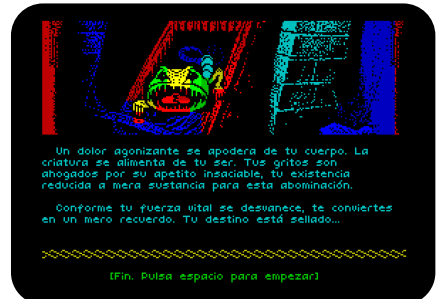 Un dolor agonizante se apodera de tu cuerpo. La
criatura se alimenta de tu ser. Tus gritos son
ahogados por su apetito insaciable, tu existencia
reducida a mera sustancia para esta abominación.
Conforme tu fuerza vital se desvanece, te conviertes
en un mero recuerdo. Tu destino está sellado...
[Fin. Pulsa espacio para empezar]